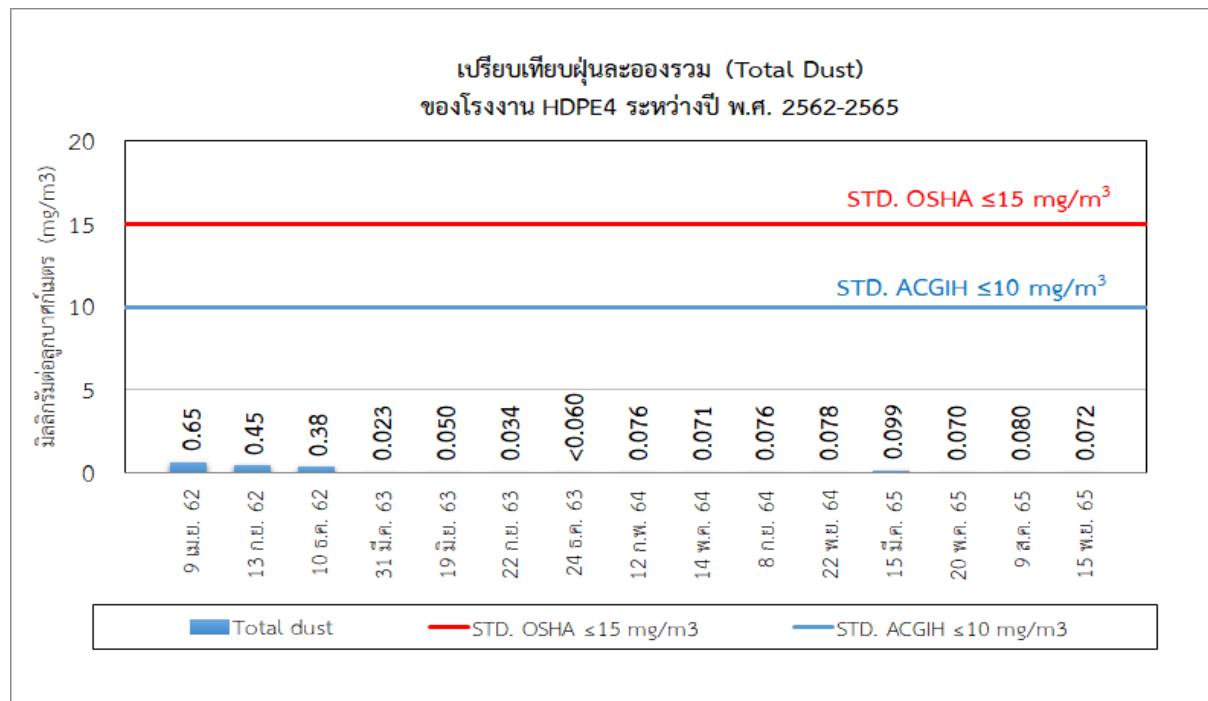 เปรียบเทียบฝุ่นละอองรวม (Total Dust)
ของโรงงาน HDPE4 ระหว่างปี พ.ศ. 2562-2565
มิลลิกรัมต่อลูกบาศก์เมตร (mg/m3)
20
15
10
5
0
STD. OSHA ≤15 mg/m³
STD. ACGIH ≤10 mg/m³
0.65
0.45
0.38
0.023
0.050
0.034
<0.060
0.076
0.071
0.076
0.078
0.099
0.070
0.080
0.072
9 เม.ย. 62
13 ก.ย. 62
10 ธ.ค. 62
31 มี.ค. 63
19 มิ.ย. 63
22 ก.ย. 63
24 ธ.ค. 63
12 ก.พ. 64
14 พ.ค. 64
8 ก.ย. 64
22 พ.ย. 64
15 มี.ค. 65
20 พ.ค. 65
9 ส.ค. 65
15 พ.ย. 65
Total dust
STD. OSHA ≤15 mg/m3
STD. ACGIH ≤10 mg/m3